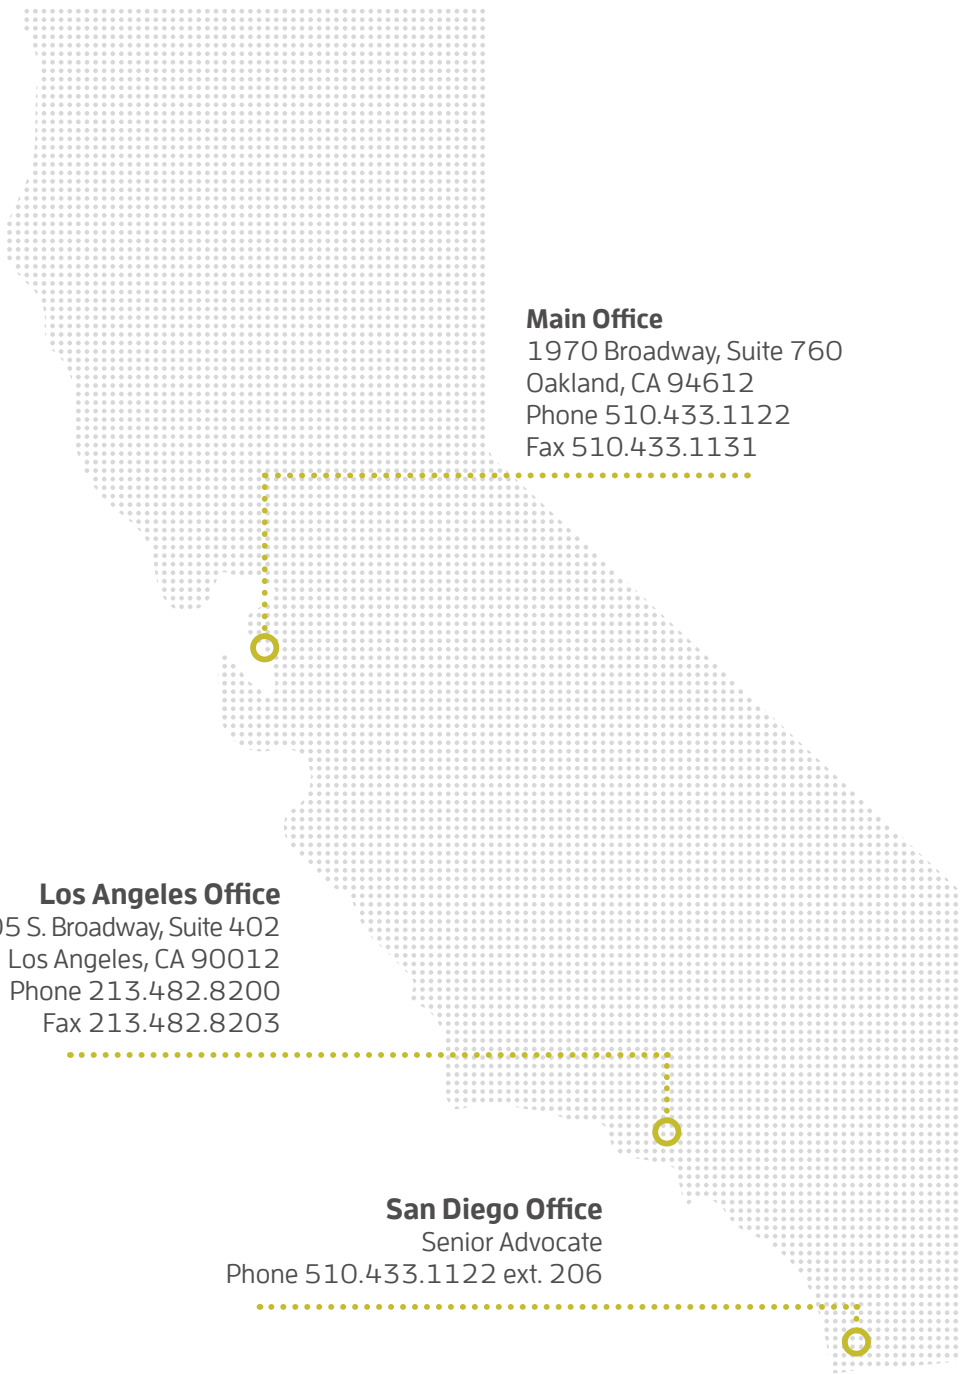 Main Office
1970 Broadway, Suite 760
Oakland, CA 94612
Phone 510.433.1122
Fax 510.433.1131
Los Angeles Office
S. Broadway, Suite 402
Los Angeles, CA 90012
Phone 213.482.8200
Fax 213.482.8203
San Diego Office
Senior Advocate
Phone 510.433.1122 ext. 206